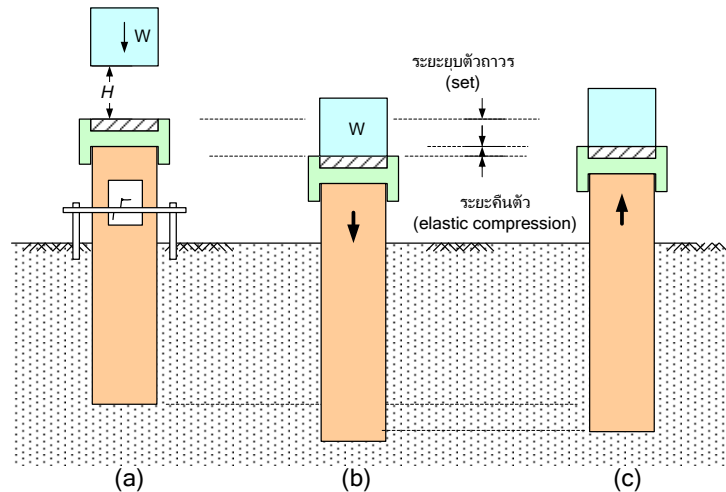 W
H
ระยะยุบตัวถาวร
(set)
W
ระยะคืนตัว
(elastic compression)
(a)
(b)
(c)